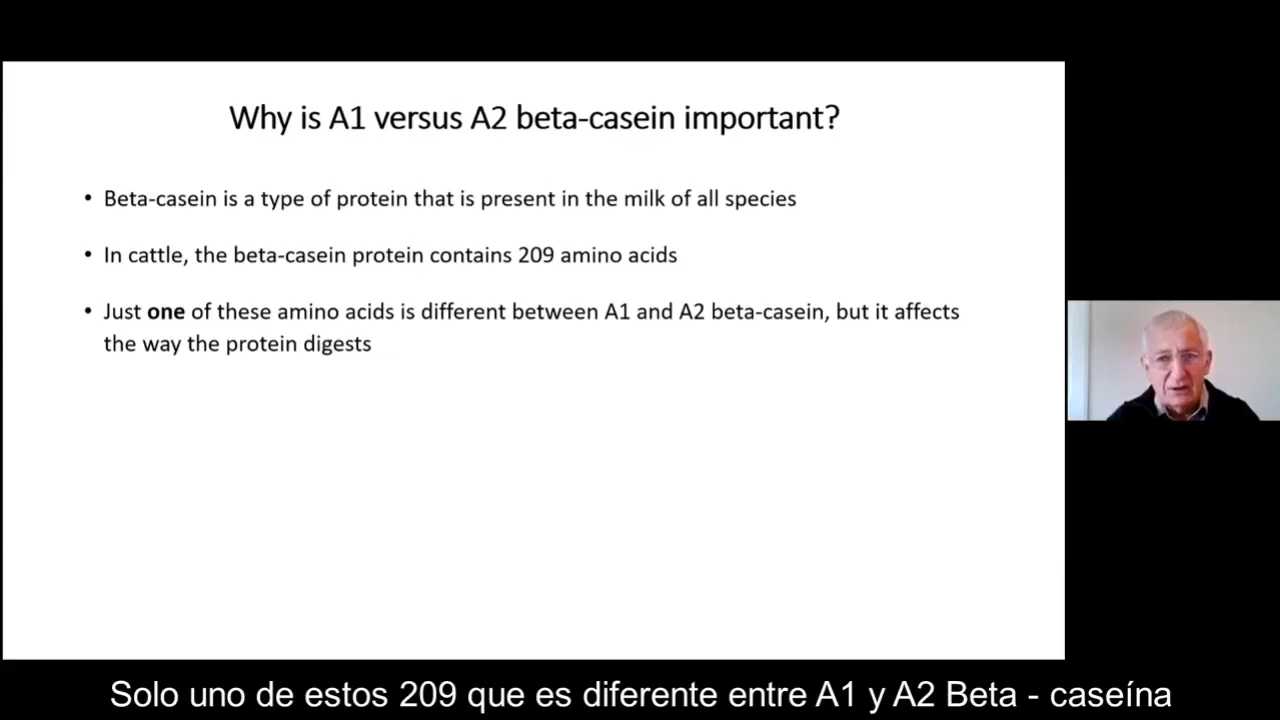 Why is A1 versus A2 beta-casein important?
• Beta-casein is a type of protein that is present in the milk of all species
• In cattle, the beta-casein protein contains 209 amino acids
• Just one of these amino acids is different between A1 and A2 beta-casein, but it affects
the way the protein digests
Solo uno de estos 209 que es diferente entre A1 y A2 Beta - caseína